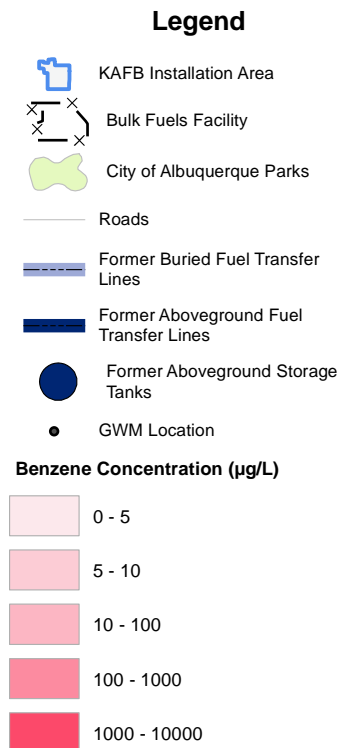 Legend
KAFB Installation Area
Bulk Fuels Facility
City of Albuquerque Parks
Roads
Former Buried Fuel Transfer
Lines
Former Aboveground Fuel
Transfer Lines
Former Aboveground Storage
Tanks
GWM Location
Benzene Concentration (µg/L)
0 - 5
5 - 10
10 - 100
100 - 1000
1000 - 10000